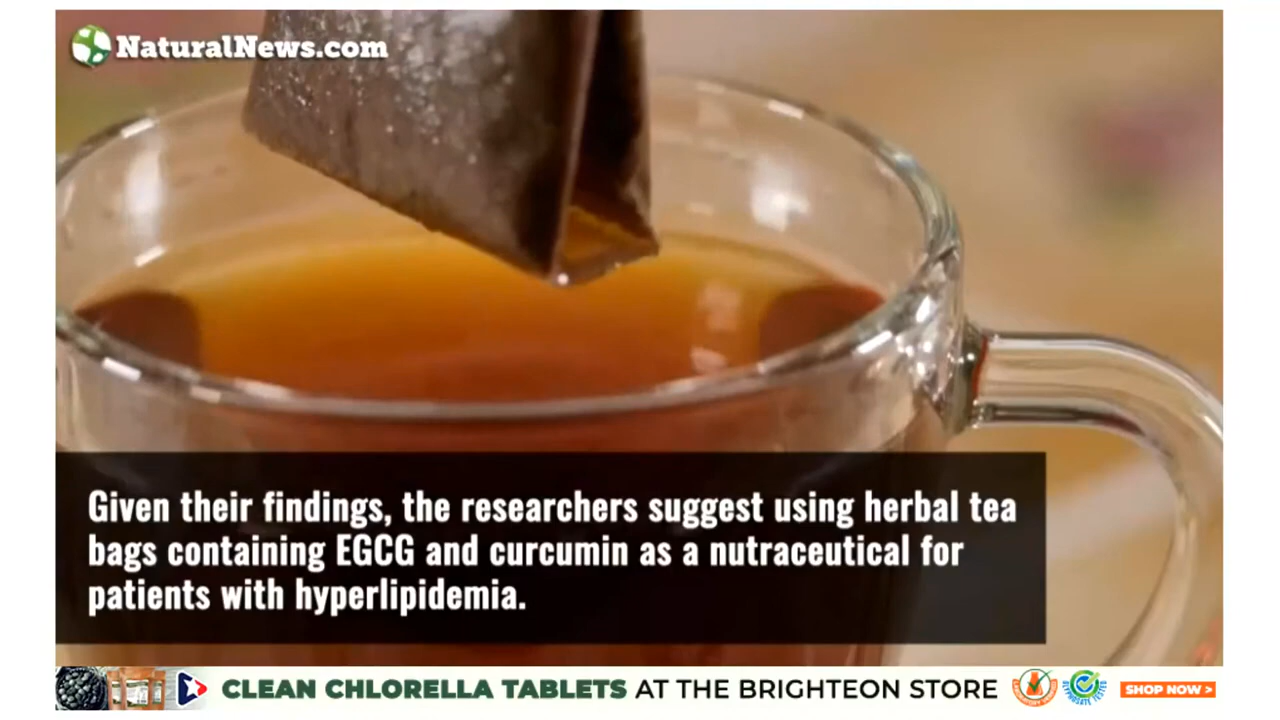 NaturalNews.com
Given their findings, the researchers suggest using herbal tea
bags containing EGCG and curcumin as a nutraceutical for
patients with hyperlipidemia.
CLEAN CHLORELLA TABLETS AT THE BRIGHTEON STORE
SHOP NOW >